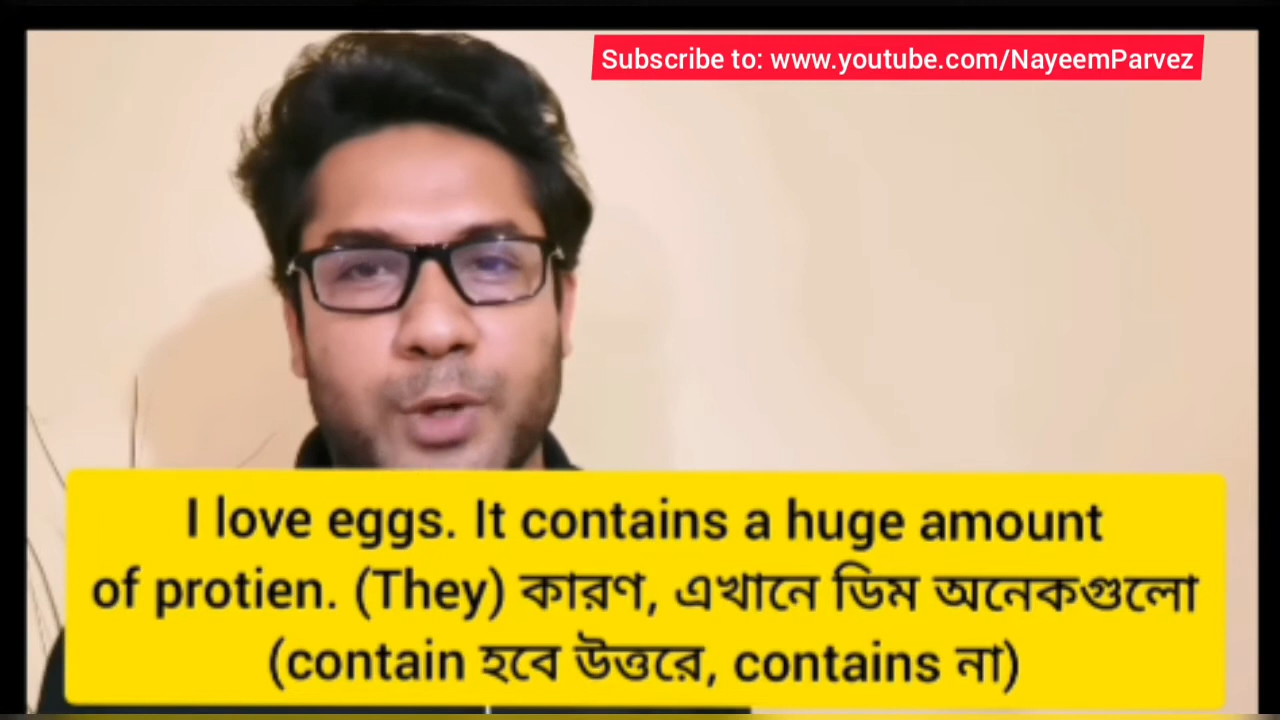 Subscribe to: www.youtube.com/NayeemParvez
I love eggs. It contains a huge amount
of protien. (They) কারণ, এখানে ডিম অনেকগুলো
(contain হবে উত্তরে, contains না)